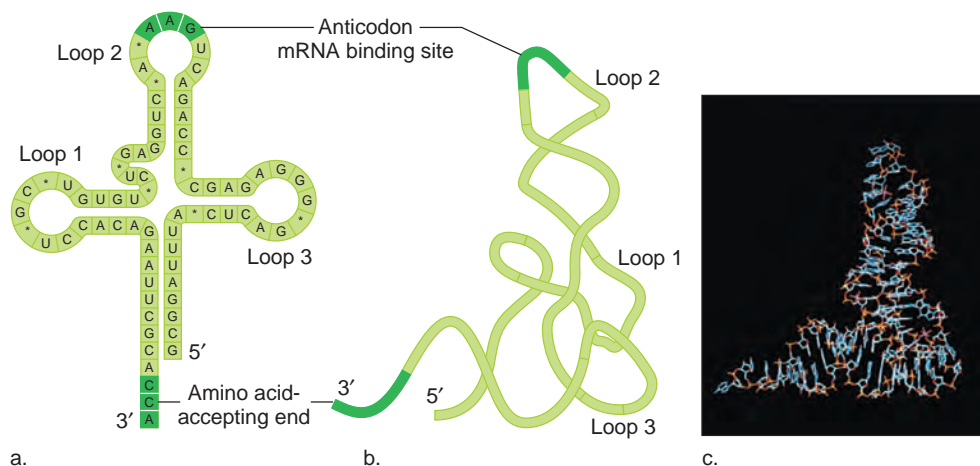 A A G
* U
A C
Loop 2
Anticodon
mRNA binding site
Loop 2
* C U G G
A G A C C *
G A G
* U C *
Loop 1
G C * U G U G U
G * U C C A C A G
C G A G A G G G *
A * C U C A G
Loop 3
A A U U C G C A
U U U A G G C G
5′
C C A
3′
Amino acid-
accepting end
3′
5′
Loop 1
Loop 3
a.
b.
c.